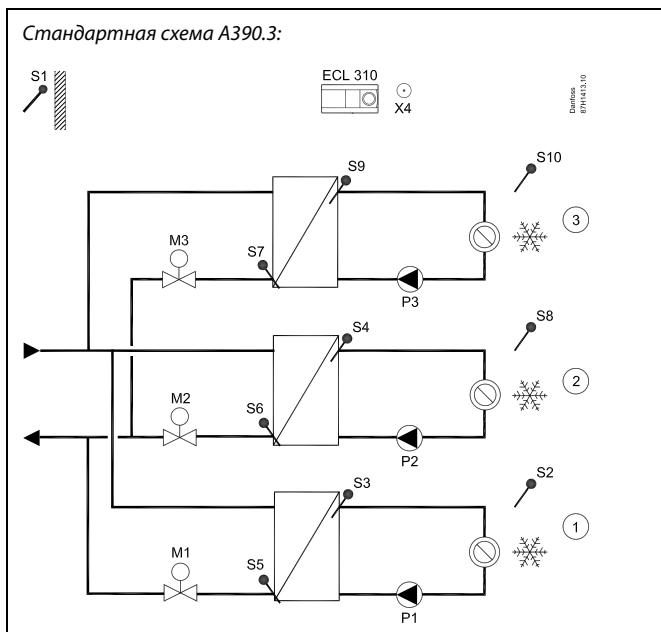 Стандартная схема A390.3:
S1
ECL 310
X4
Danfoss
87H1413.10
S9
S10
3
M3
S7
P3
S4
S8
2
M2
S6
P2
S3
S2
1
M1
S5
P1